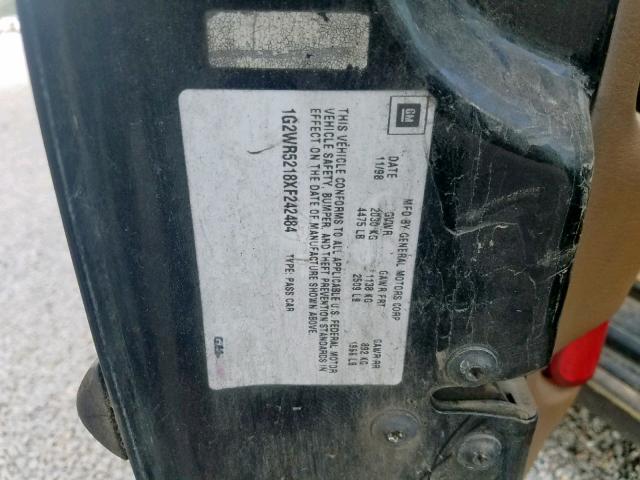 GM
MFD BY GENERAL MOTORS CORP
DATE GVWR GAWR FRT GAWR RR
11/98 2030 KG 1138 KG 892 KG
4475 LB 2509 LB 1966 LB
THIS VEHICLE CONFORMS TO ALL APPLICABLE U.S. FEDERAL MOTOR
VEHICLE SAFETY, BUMPER, AND THEFT PREVENTION STANDARDS IN
EFFECT ON THE DATE OF MANUFACTURE SHOWN ABOVE.
1G2WR5218XF242484 TYPE: PASS CAR